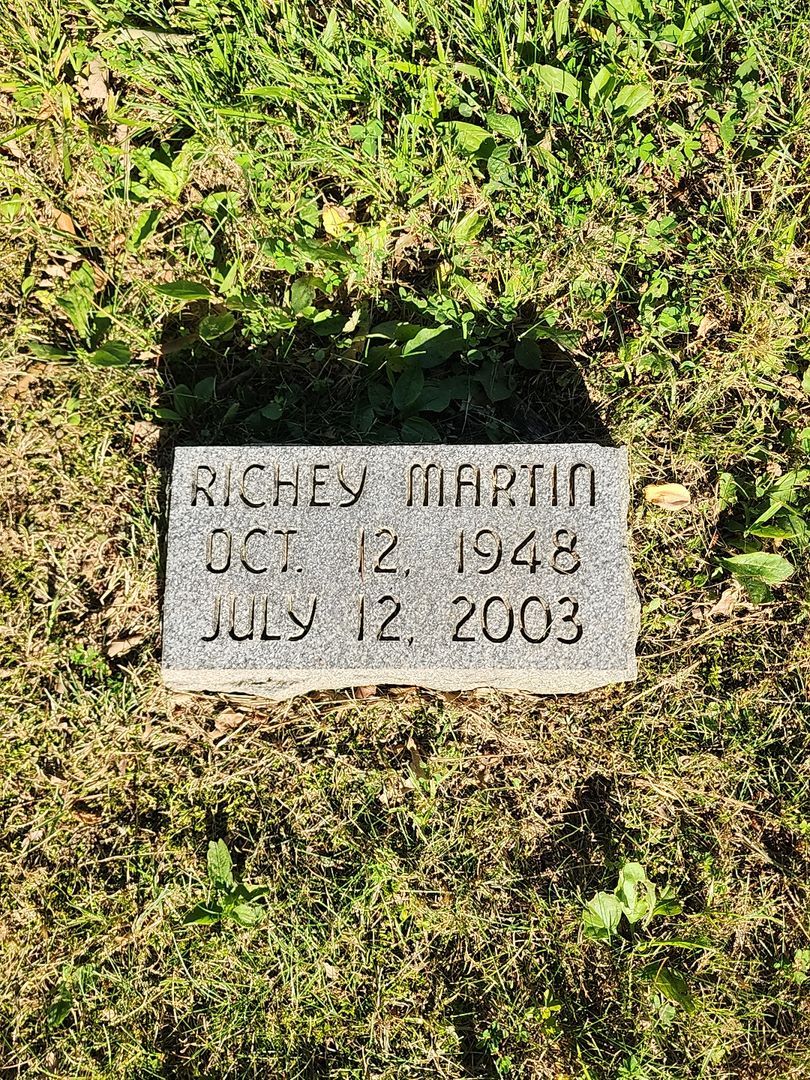 RICHEY MARTIN
OCT. 12, 1948
JULY 12, 2003